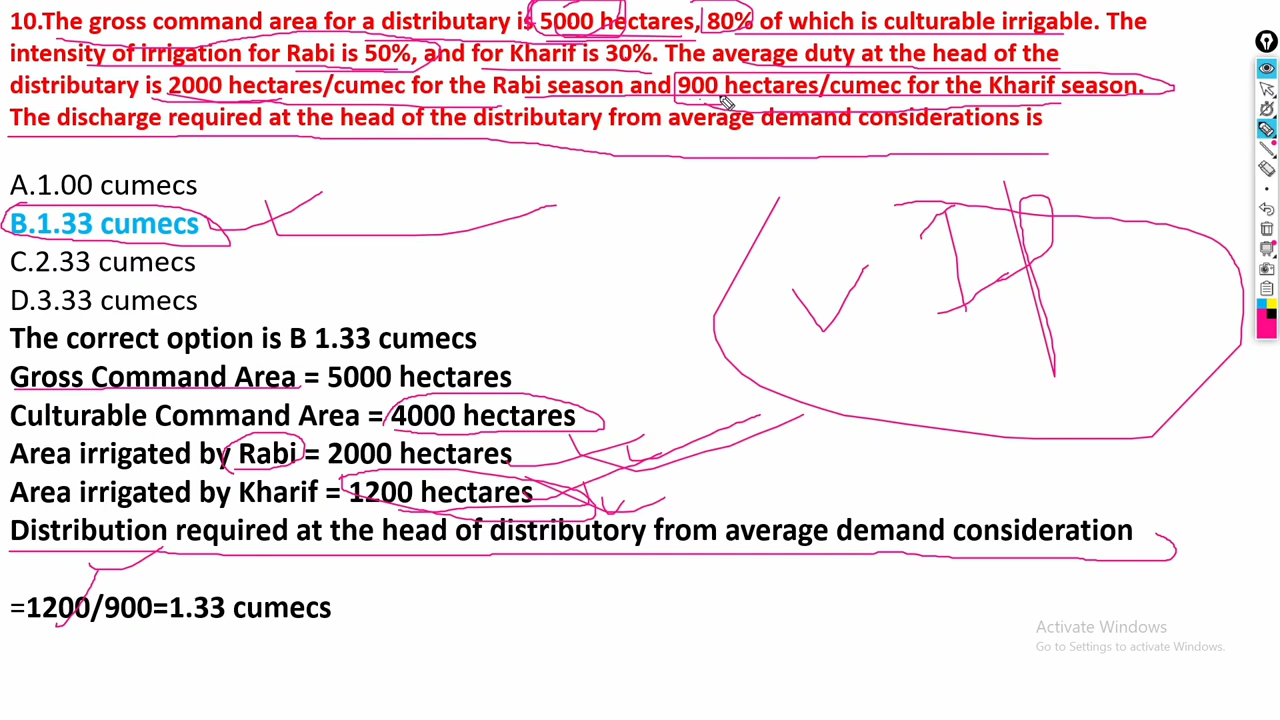 10.The gross command area for a distributary is 5000 hectares, 80% of which is culturable irrigable. The
intensity of irrigation for Rabi is 50%, and for Kharif is 30%. The average duty at the head of the
distributary is 2000 hectares/cumec for the Rabi season and 900 hectares/cumec for the Kharif season.
The discharge required at the head of the distributary from average demand considerations is
A.1.00 cumecs
B.1.33 cumecs
C.2.33 cumecs
D.3.33 cumecs
The correct option is B 1.33 cumecs
Gross Command Area = 5000 hectares
Culturable Command Area = 4000 hectares
Area irrigated by Rabi = 2000 hectares
Area irrigated by Kharif = 1200 hectares
Distribution required at the head of distributory from average demand consideration
=1200/900=1.33 cumecs
Activate Windows
Go to Settings to activate Windows.